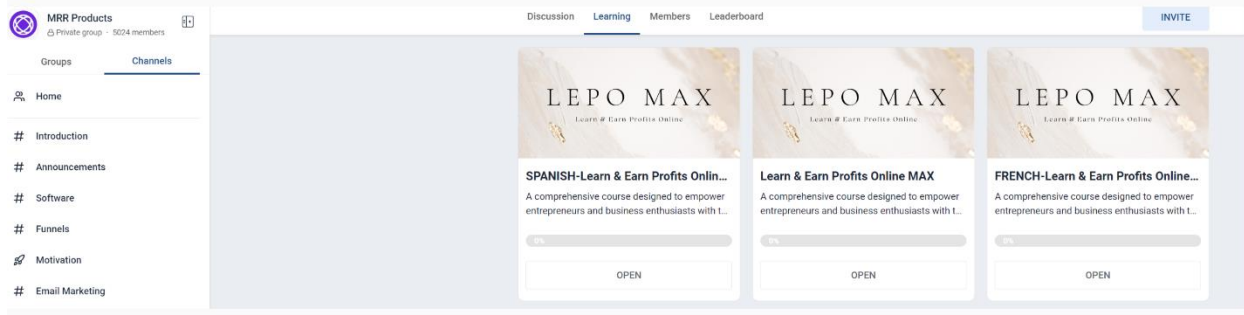 MRR Products
Private group - 5024 members
Groups Channels
Home
# Introduction
# Announcements
# Software
# Funnels
Motivation
# Email Marketing
Discussion Learning Members Leaderboard
INVITE
LEPO MAX
Learn & Earn Profits Online
SPANISH-Learn & Earn Profits Onlin...
A comprehensive course designed to empower
entrepreneurs and business enthusiasts with t...
0%
OPEN
LEPO MAX
Learn & Earn Profits Online
Learn & Earn Profits Online MAX
A comprehensive course designed to empower
entrepreneurs and business enthusiasts with t...
0%
OPEN
LEPO MAX
Learn & Earn Profits Online
FRENCH-Learn & Earn Profits Online...
A comprehensive course designed to empower
entrepreneurs and business enthusiasts with t...
0%
OPEN